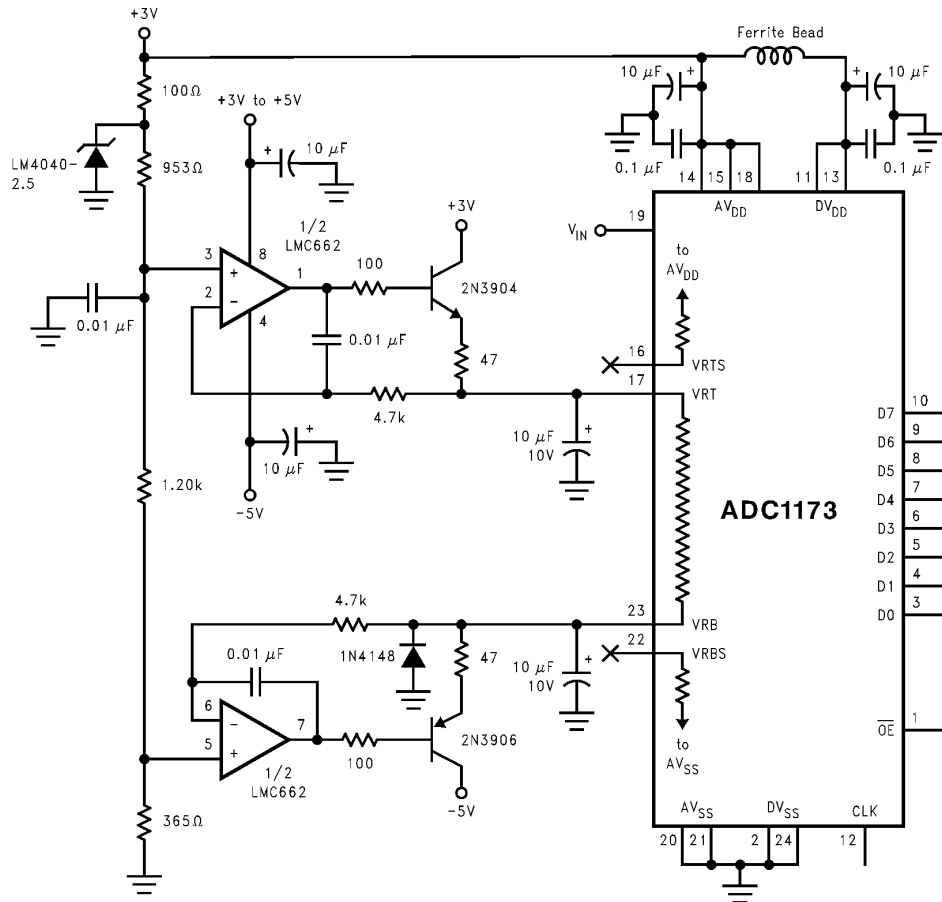 +3V
Ferrite Bead
10 μF +
+ 10 μF
100Ω
+3V to +5V
LM4040-
2.5
953Ω
+ 10 μF
0.1 μF
0.1 μF
14 15 18
11 13
AVDD
DVDD
1/2
LMC662
+3V
VIN
19
to
AVDD
3
8
+
1
100
2N3904
2
−
4
0.01 μF
0.01 μF
47
16
VRTS
17
VRT
4.7k
10
D7
+
10 μF
10V
9
D6
10 μF +
8
D5
1.20k
-5V
7
D4
ADC1173
6
D3
5
D2
4
D1
4.7k
3
D0
23
VRB
22
VRBS
0.01 μF
1N4148
47
+
10 μF
10V
6
−
7
5
+
100
2N3906
1
OE
to
AVSS
1/2
LMC662
-5V
365Ω
AVSS
DVSS
CLK
20 21
2 24
12